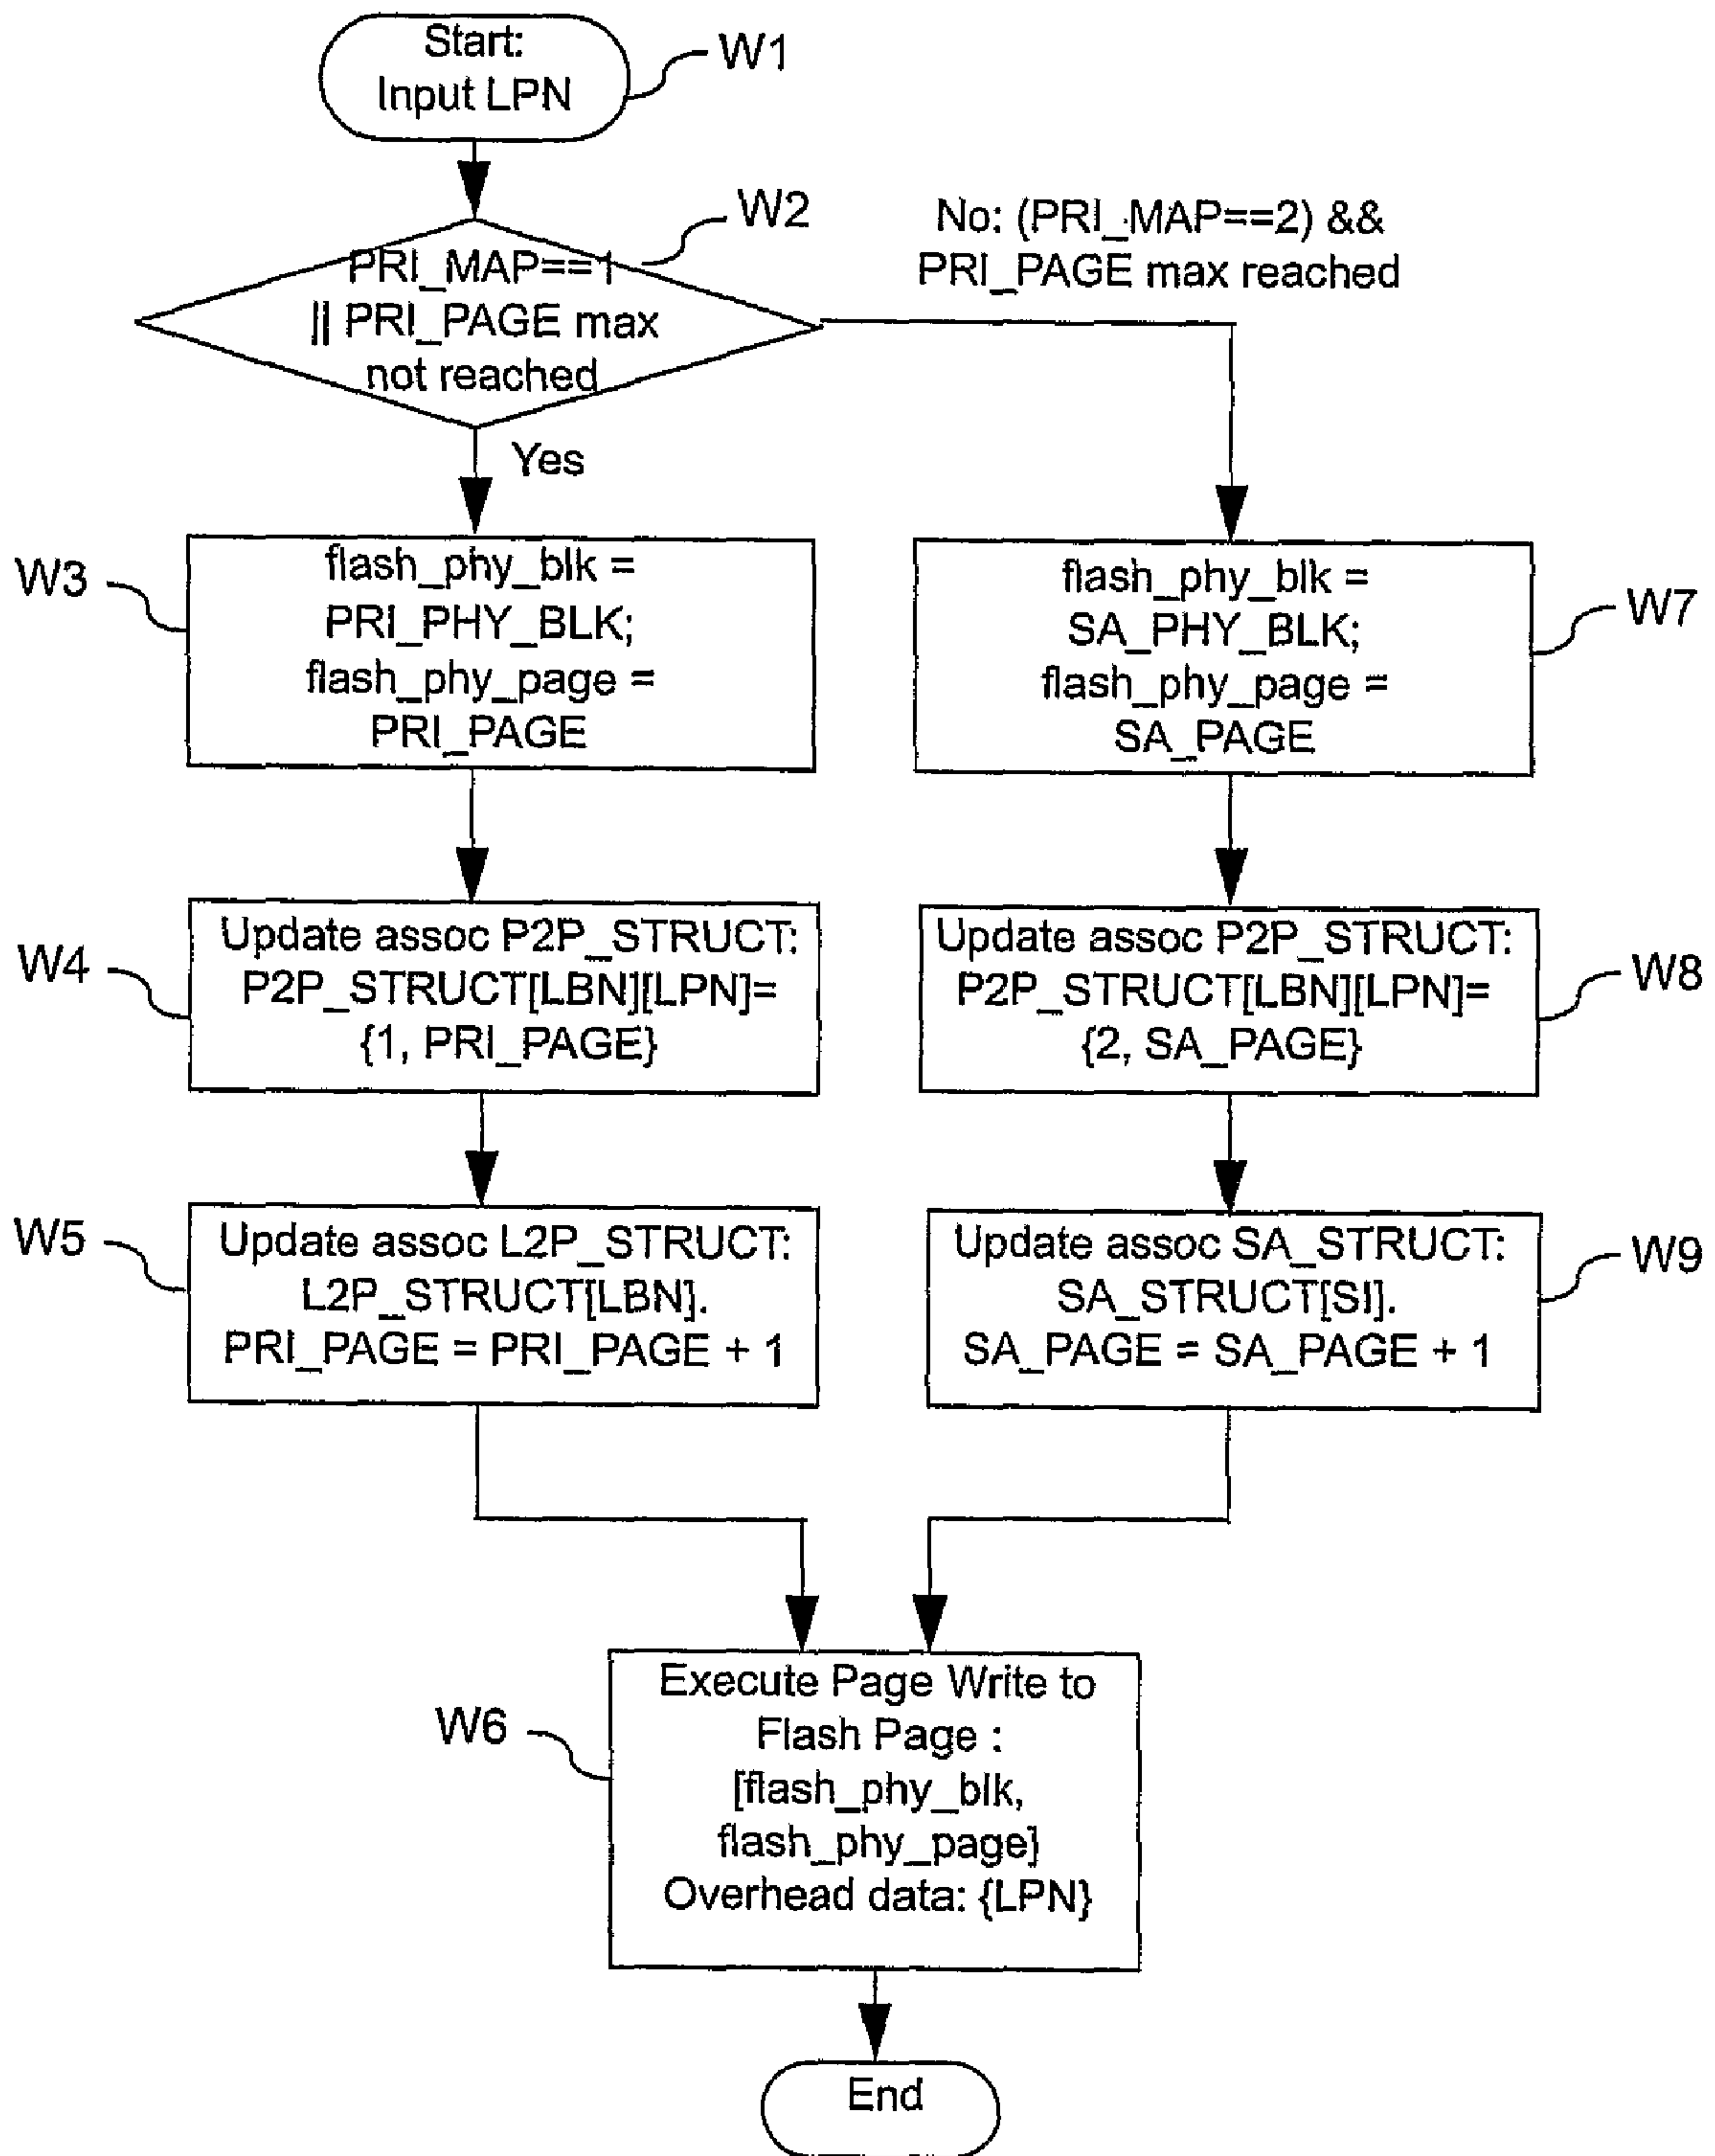 Start:
Input LPN
W1
W2
PRI_MAP==1
|| PRI_PAGE max
not reached
No: (PRI_MAP==2) &&
PRI_PAGE max reached
Yes
W3
flash_phy_blk =
PRI_PHY_BLK;
flash_phy_page =
PRI_PAGE
flash_phy_blk =
SA_PHY_BLK;
flash_phy_page =
SA_PAGE
W7
W4
Update assoc P2P_STRUCT:
P2P_STRUCT[LBN][LPN]=
{1, PRI_PAGE}
Update assoc P2P_STRUCT:
P2P_STRUCT[LBN][LPN]=
{2, SA_PAGE}
W8
W5
Update assoc L2P_STRUCT:
L2P_STRUCT[LBN].
PRI_PAGE = PRI_PAGE + 1
Update assoc SA_STRUCT:
SA_STRUCT[SI].
SA_PAGE = SA_PAGE + 1
W9
W6
Execute Page Write to
Flash Page :
[flash_phy_blk,
flash_phy_page]
Overhead data: {LPN}
End